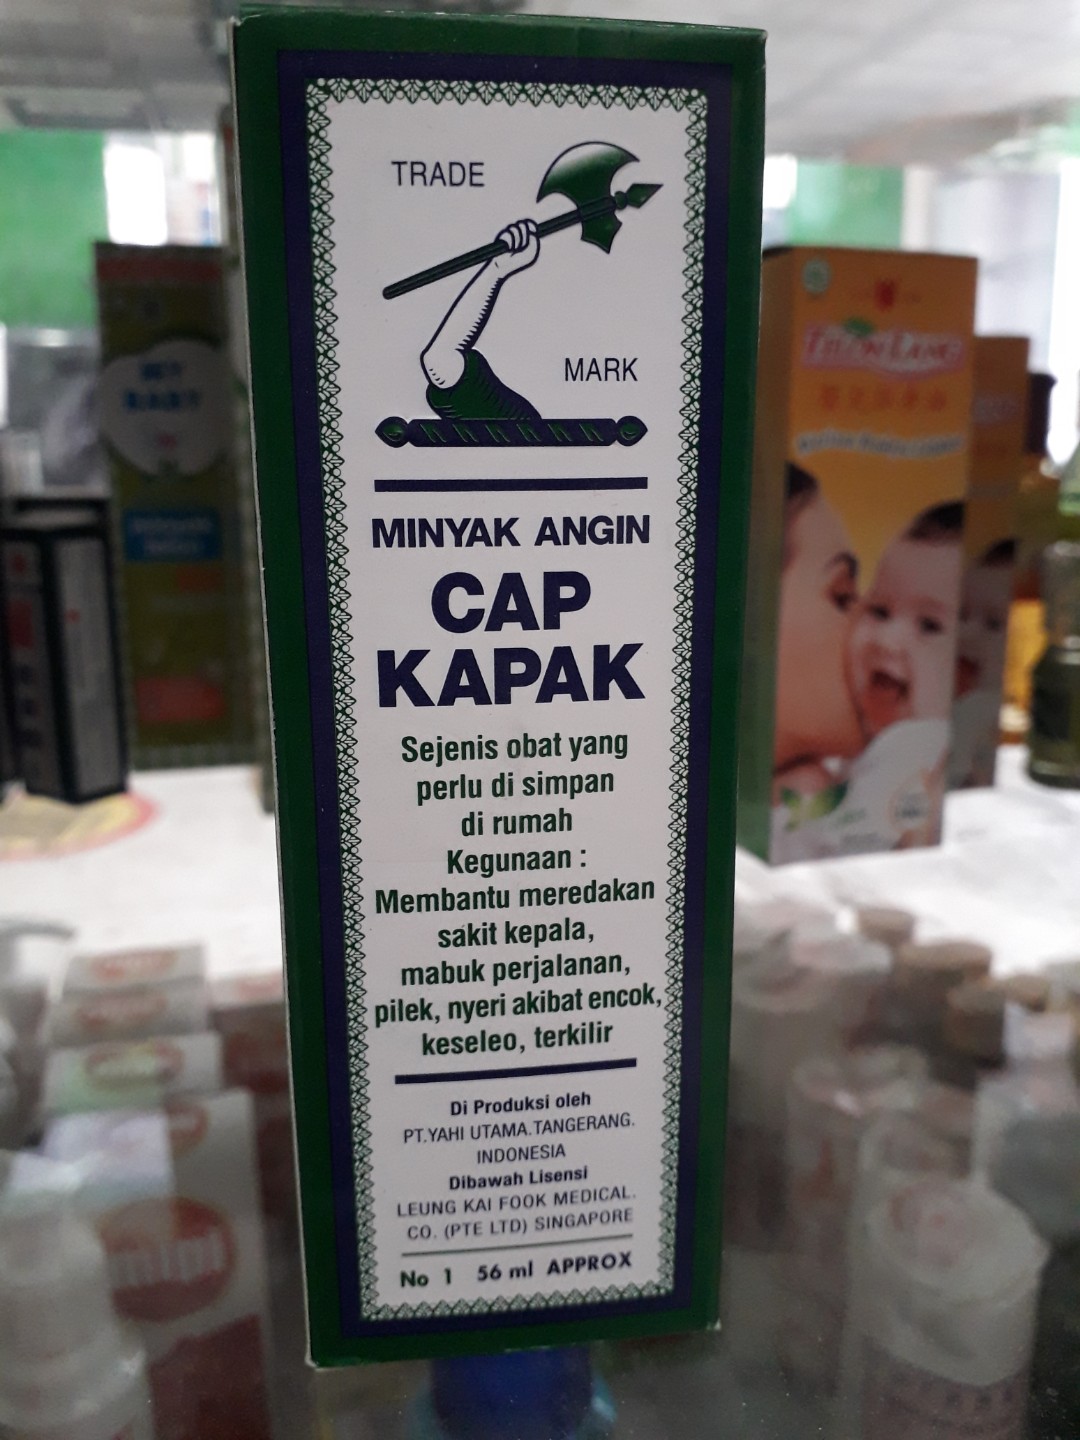 TRADE
MARK
MINYAK ANGIN
CAP
KAPAK
Sejenis obat yang
perlu di simpan
di rumah
Kegunaan :
Membantu meredakan
sakit kepala,
mabuk perjalanan,
pilek, nyeri akibat encok,
keseleo, terkilir
Di Produksi oleh
PT.YAHI UTAMA.TANGERANG.
INDONESIA
Dibawah Lisensi
LEUNG KAI FOOK MEDICAL.
CO. (PTE LTD) SINGAPORE
No 1 56 ml APPROX
BABY